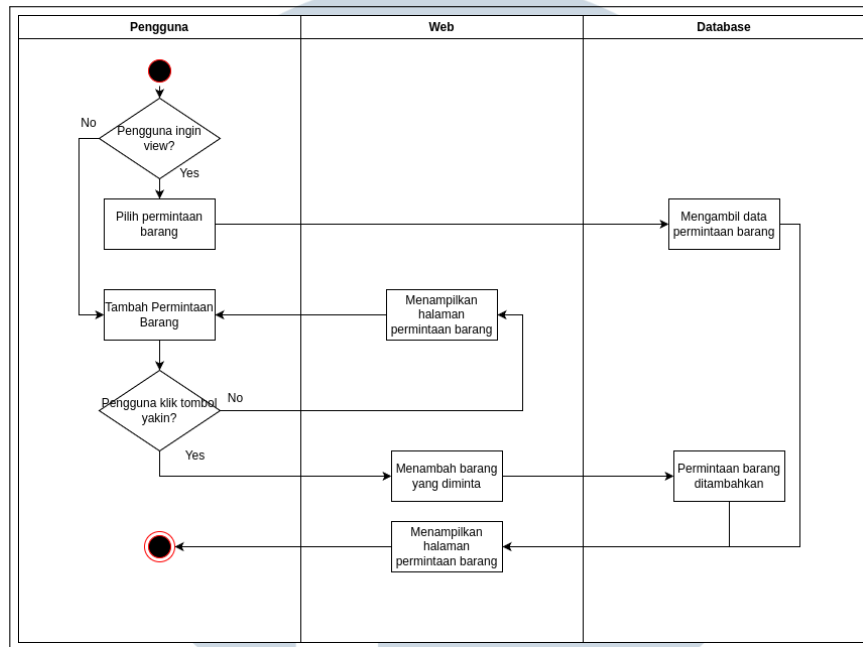 Pengguna
Web
Database
No
Pengguna ingin
view?
Yes
Pilih permintaan
barang
Mengambil data
permintaan barang
Tambah Permintaan
Barang
Menampilkan
halaman
permintaan barang
Pengguna klik tombol
yakin?
No
Yes
Menambah barang
yang diminta
Permintaan barang
ditambahkan
Menampilkan
halaman
permintaan barang